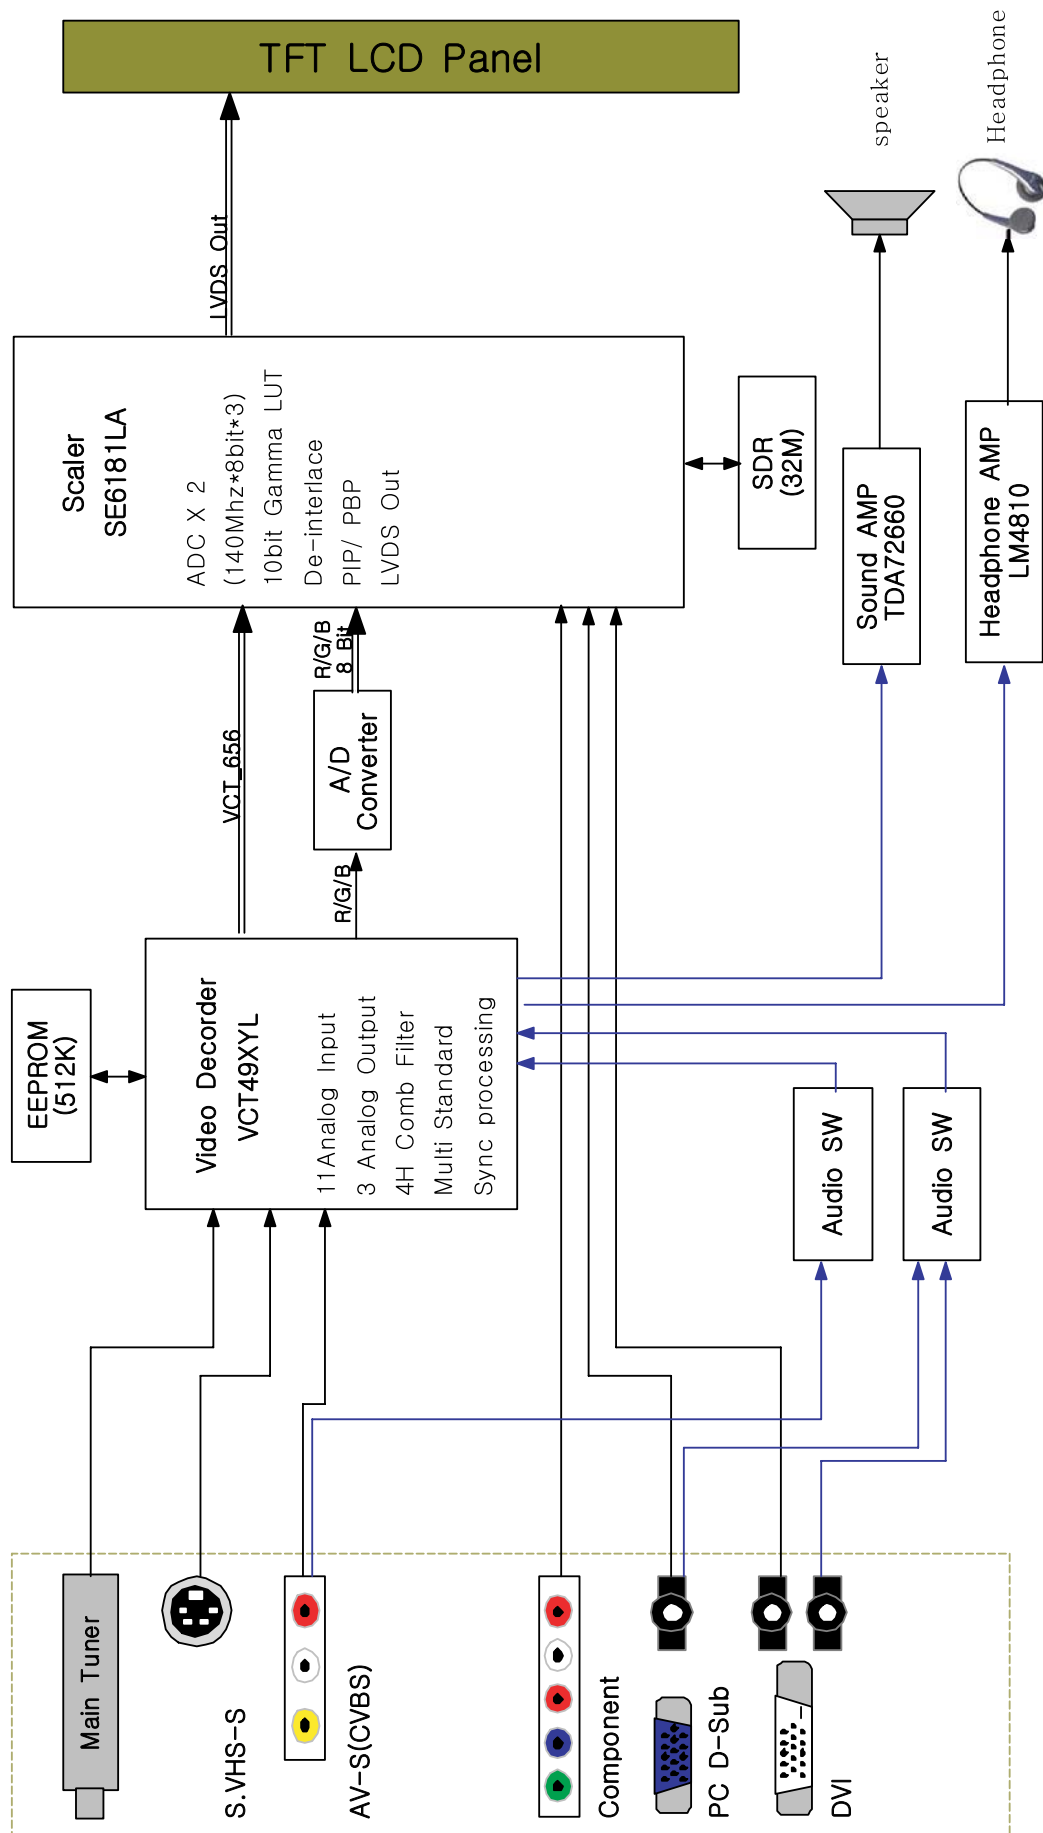 TFT LCD Panel
LVDS Out
speaker
Headphone
Scaler
SE6181LA
ADC X 2
(140Mhz*8bit*3)
10bit Gamma LUT
De-interlace
PIP/ PBP
LVDS Out
SDR
(32M)
Sound AMP
TDA72660
Headphone AMP
LM4810
VCT_656
R/G/B
8 Bit
A/D
Converter
R/G/B
EEPROM
(512K)
Video Decorder
VCT49XYL
11Analog Input
3 Analog Output
4H Comb Filter
Multi Standard
Sync processing
Audio SW
Audio SW
Main Tuner
S.VHS-S
AV-S(CVBS)
Component
PC D-Sub
DVI